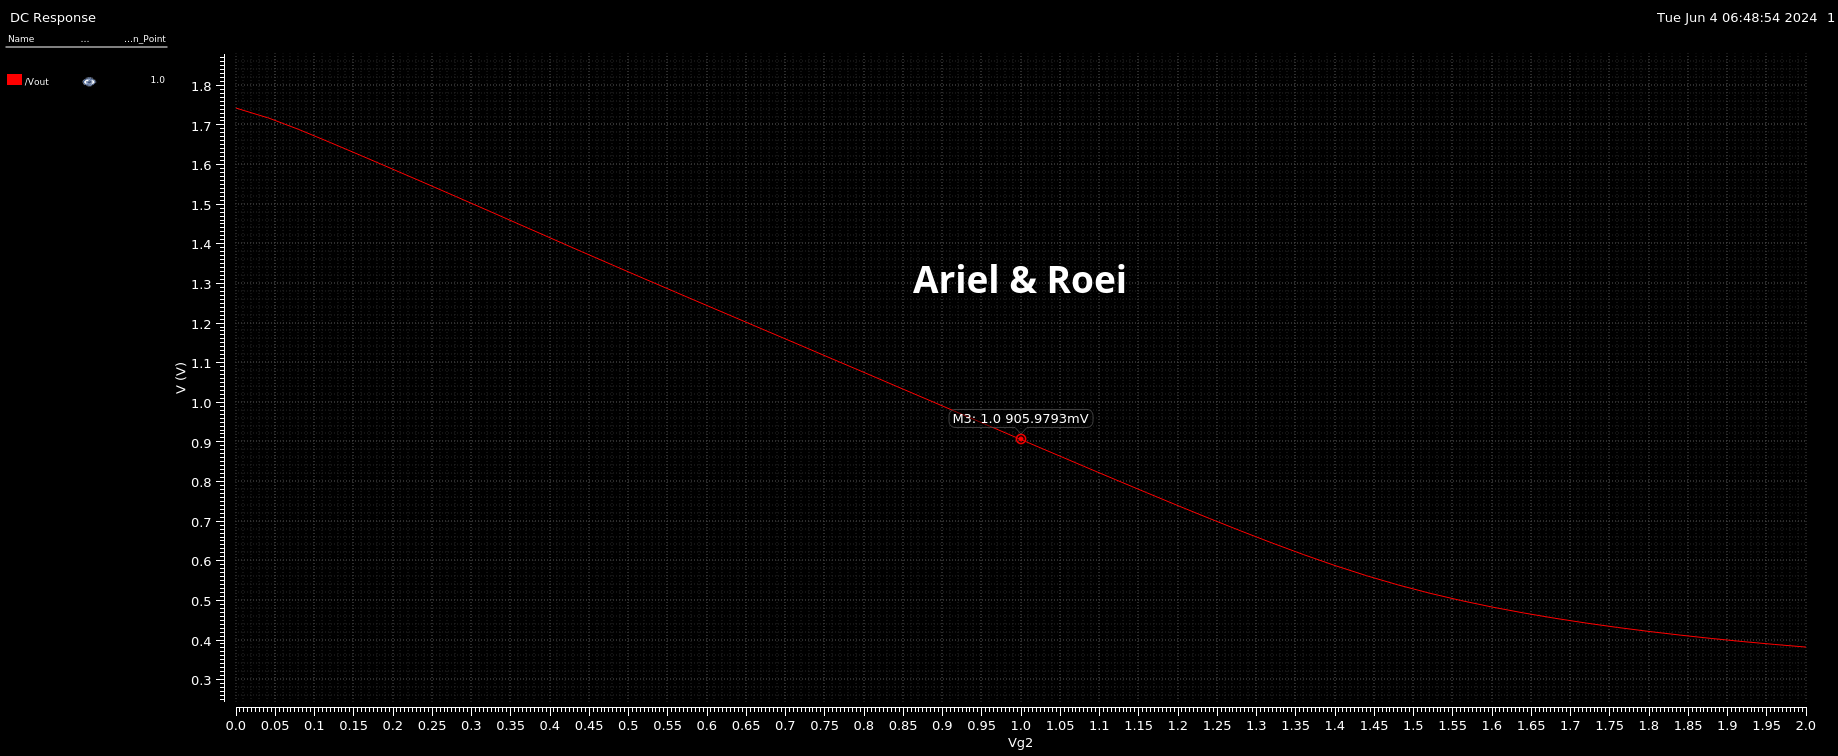 DC Response
Tue Jun 4 06:48:54 2024 1
Name ... ...n_Point
/Vout 1.0
1.8
1.7
1.6
1.5
1.4
1.3
1.2
1.1
1.0
0.9
0.8
0.7
0.6
0.5
0.4
0.3
V (V)
Ariel & Roei
M3: 1.0 905.9793mV
0.0 0.05 0.1 0.15 0.2 0.25 0.3 0.35 0.4 0.45 0.5 0.55 0.6 0.65 0.7 0.75 0.8 0.85 0.9 0.95 1.0 1.05 1.1 1.15 1.2 1.25 1.3 1.35 1.4 1.45 1.5 1.55 1.6 1.65 1.7 1.75 1.8 1.85 1.9 1.95 2.0
Vg2